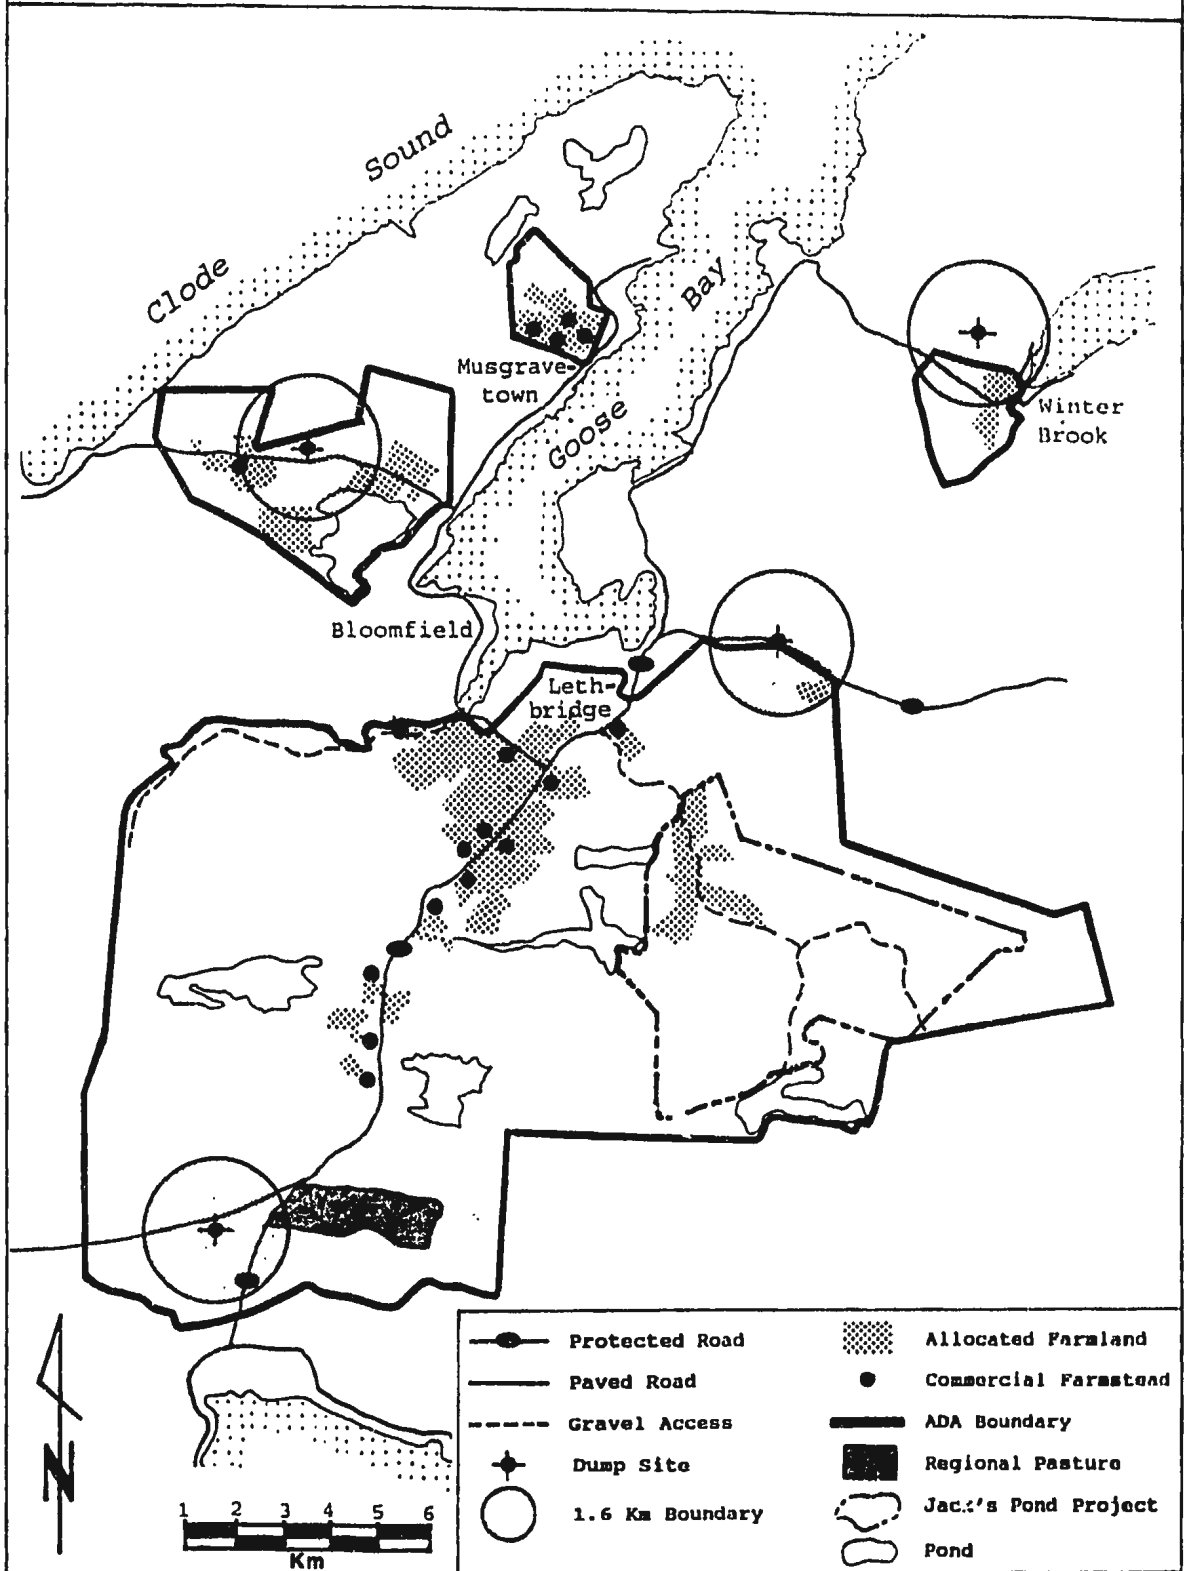 Clode Sound
Goose Bay
Musgrave-
town
Winter
Brook
Bloomfield
Leth-
bridge
N
1 2 3 4 5 6
Km
Protected Road
Paved Road
Gravel Access
Dump Site
1.6 Km Boundary
Allocated Farmland
Commercial Farmstead
ADA Boundary
Regional Pasture
Jack's Pond Project
Pond